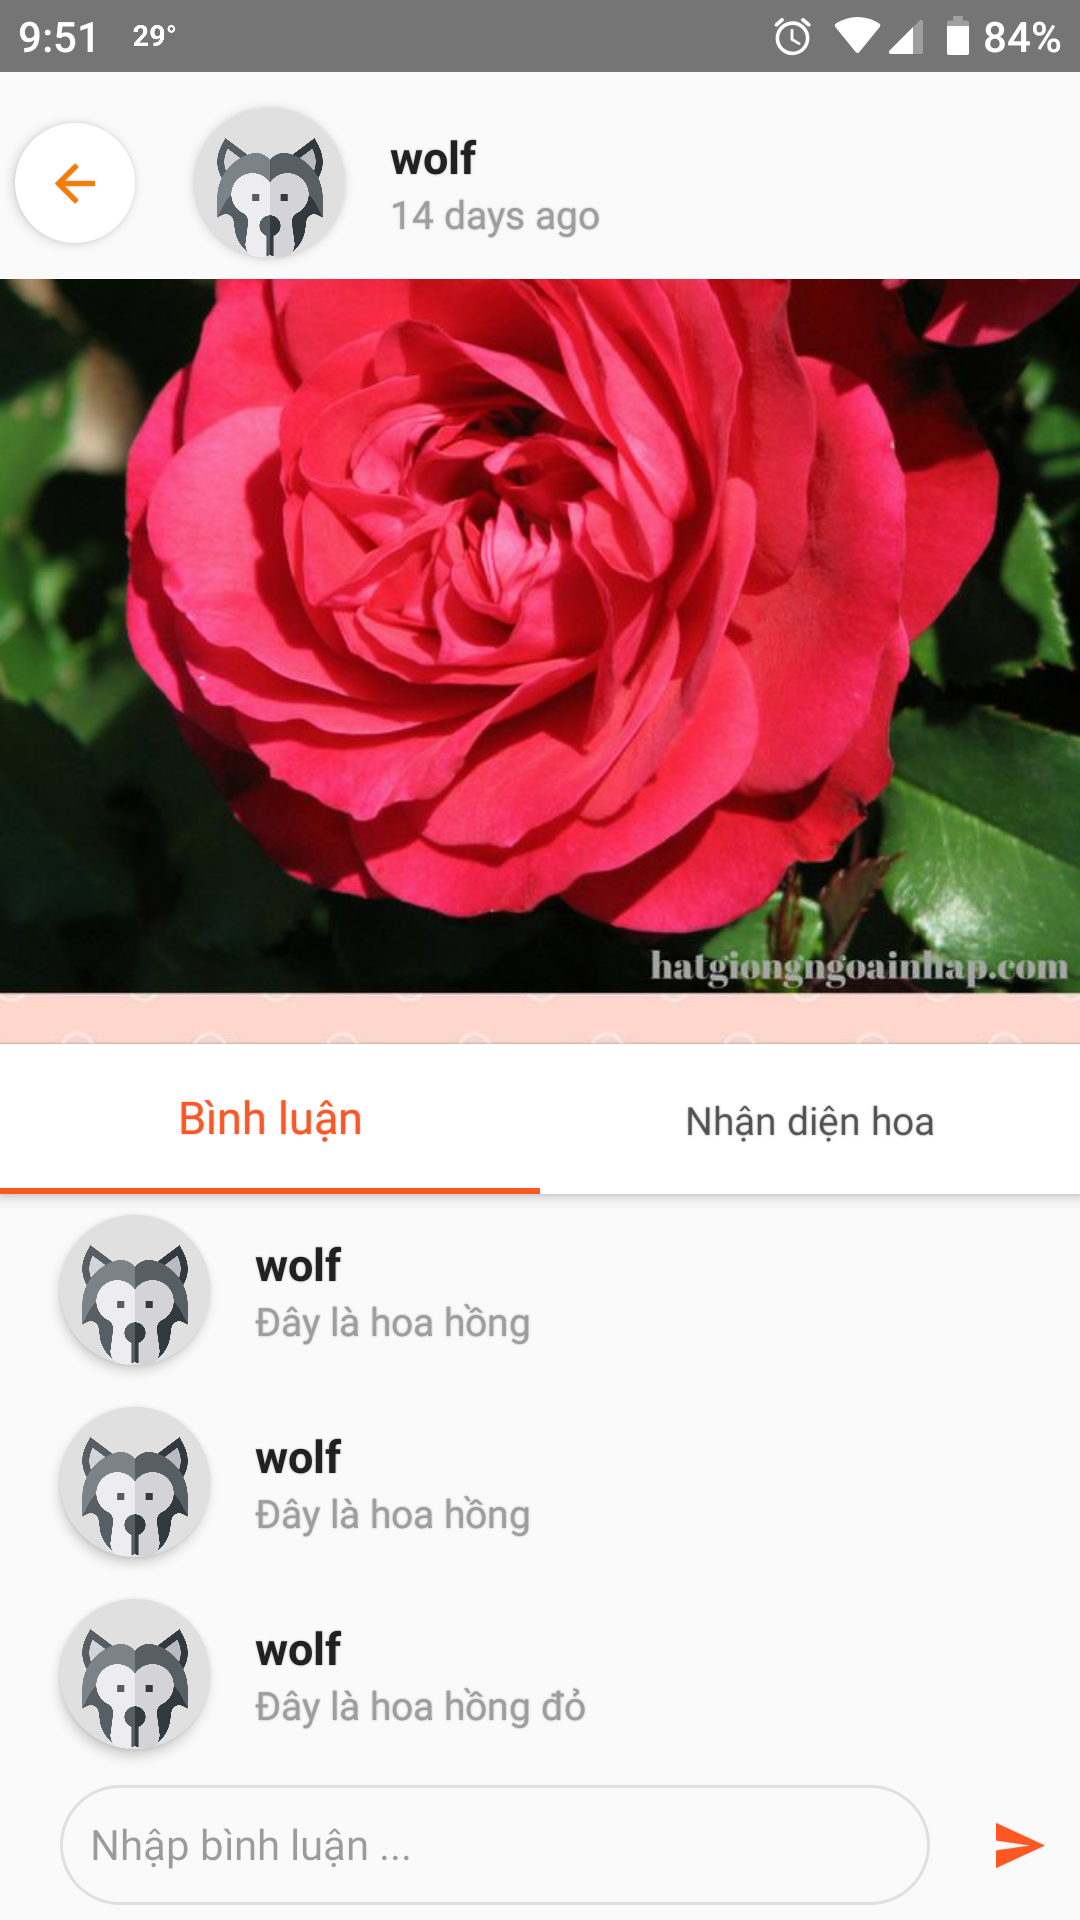 9:51 29° 84%
wolf
14 days ago
hatgiongngoainhap.com
Bình luận
Nhận diện hoa
wolf
Đây là hoa hồng
wolf
Đây là hoa hồng
wolf
Đây là hoa hồng đỏ
Nhập bình luận ...